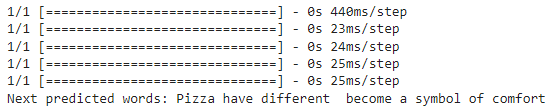 1/1 [==============================] - 0s 440ms/step
1/1 [==============================] - 0s 23ms/step
1/1 [==============================] - 0s 24ms/step
1/1 [==============================] - 0s 25ms/step
1/1 [==============================] - 0s 25ms/step
Next predicted words: Pizza have different  become a symbol of comfort